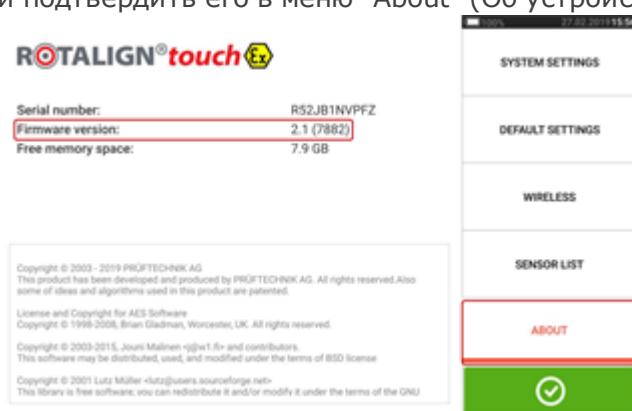 подтвердить его в меню "About" (Об устройс
ROTALIGN® touch Ex
Serial number: R52JB1NVPFZ
Firmware version: 2.1 (7882)
Free memory space: 7.9 GB
Copyright © 2003 - 2019 PRÜFTECHNIK AG
This product has been developed and produced by PRÜFTECHNIK AG. All rights reserved.Also
some of ideas and algorithms used in this product are patented.
License and Copyright for AES Software
Copyright © 1998-2008, Brian Gladman, Worcester, UK. All rights reserved.
Copyright © 2003-2015, Jouni Malinen <j@w1.fi> and contributors.
This software may be distributed, used, and modified under the terms of BSD license
Copyright © 2001 Lutz Müller <lutz@users.sourceforge.net>
This library is free software; you can redistribute it and/or modify it under the terms of the GNU
100% 27.02.2019 15:56
SYSTEM SETTINGS
DEFAULT SETTINGS
WIRELESS
SENSOR LIST
ABOUT